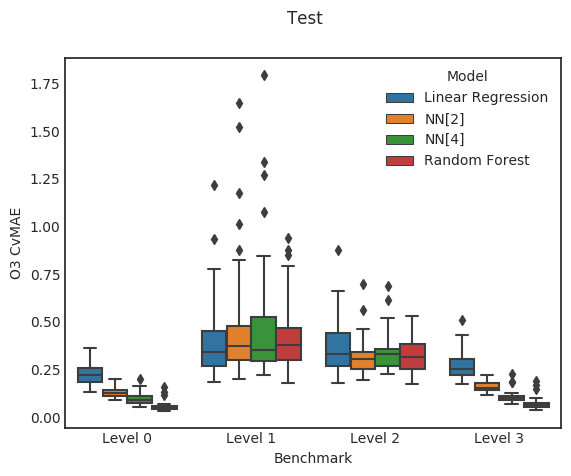 Test
Model
Linear Regression
NN[2]
NN[4]
Random Forest
1.75
1.50
1.25
1.00
0.75
0.50
0.25
0.00
O3 CvMAE
Level 0 Level 1 Level 2 Level 3
Benchmark